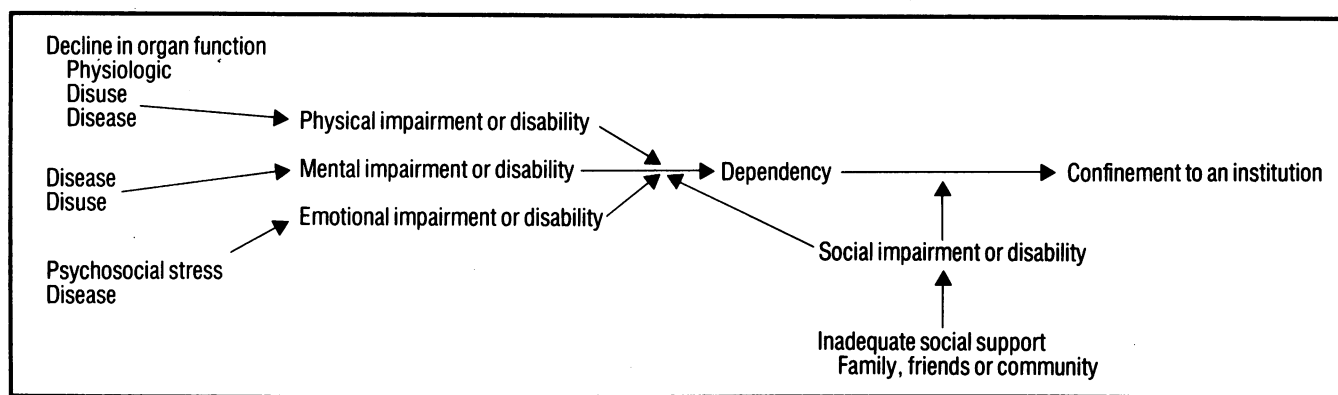 Decline in organ function
Physiologic
Disuse
Disease
Physical impairment or disability
Disease
Disuse
Mental impairment or disability
Dependency
Confinement to an institution
Emotional impairment or disability
Psychosocial stress
Disease
Social impairment or disability
Inadequate social support
Family, friends or community